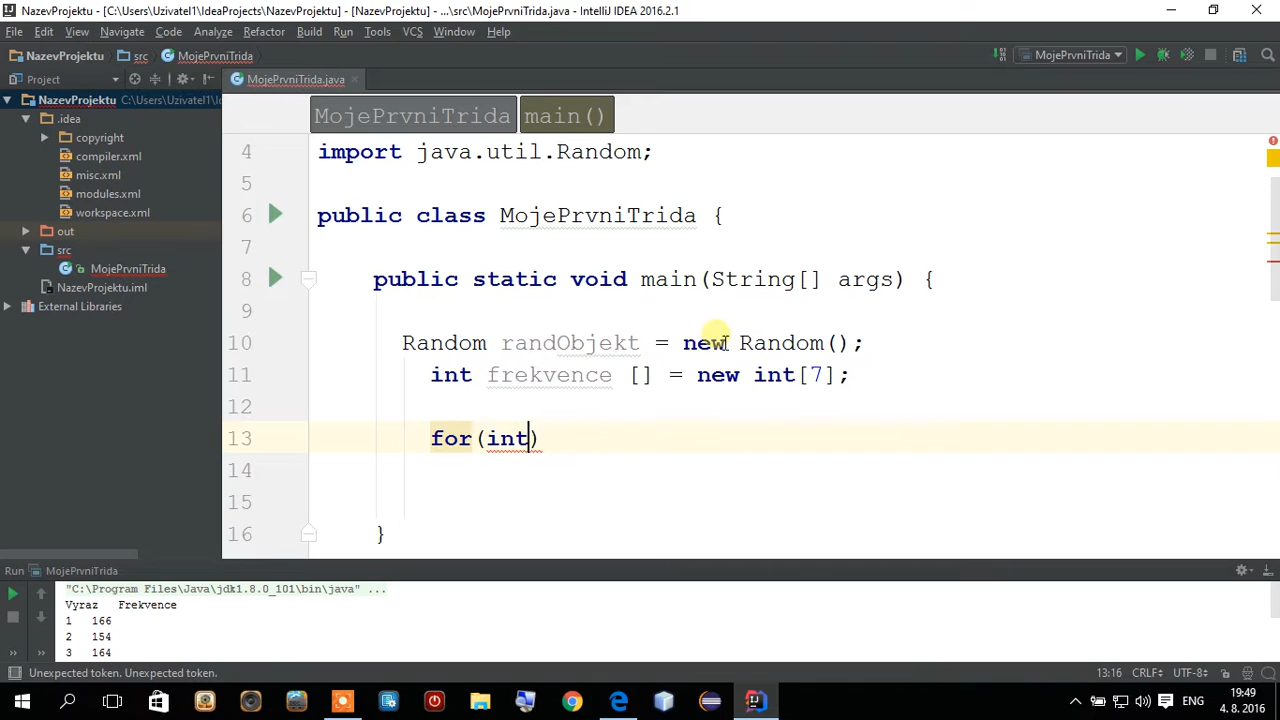 NazevProjektu - [C:\Users\Uzivatel1\IdeaProjects\NazevProjektu] - [NazevProjektu] - ...\src\MojePrvniTrida.java - IntelliJ IDEA 2016.2.1
File Edit View Navigate Code Analyze Refactor Build Run Tools VCS Window Help
NazevProjektu src MojePrvniTrida MojePrvniTrida
Project MojePrvniTrida.java
NazevProjektu C:\Users\Uzivatel1\Id
.idea
copyright
compiler.xml
misc.xml
modules.xml
workspace.xml
out
src
MojePrvniTrida
NazevProjektu.iml
External Libraries
MojePrvniTrida main()
4 import java.util.Random;
5
6 public class MojePrvniTrida {
7
8 public static void main(String[] args) {
9
10 Random randObjekt = new Random();
11 int frekvence [] = new int[7];
12
13 for(int)
14
15
16 }
Run MojePrvniTrida
"C:\Program Files\Java\jdk1.8.0_101\bin\java" ...
Vyraz Frekvence
1 166
2 154
3 164
Unexpected token. Unexpected token. 13:16 CRLF UTF-8
ENG
19:49
4. 8. 2016